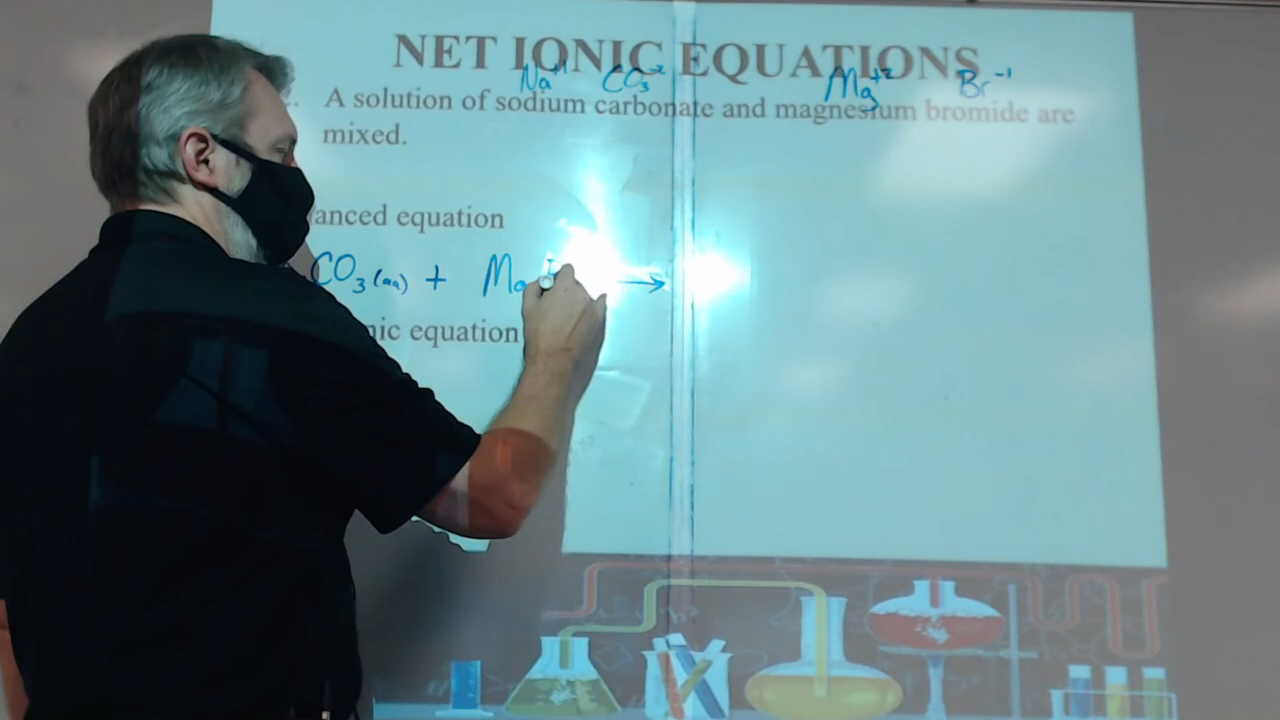 NET IONIC EQUATIONS
Na+1 CO3-2 Mg+2 Br-1
. A solution of sodium carbonate and magnesium bromide are
mixed.
anced equation
CO3(aq) + Mg →
nic equation